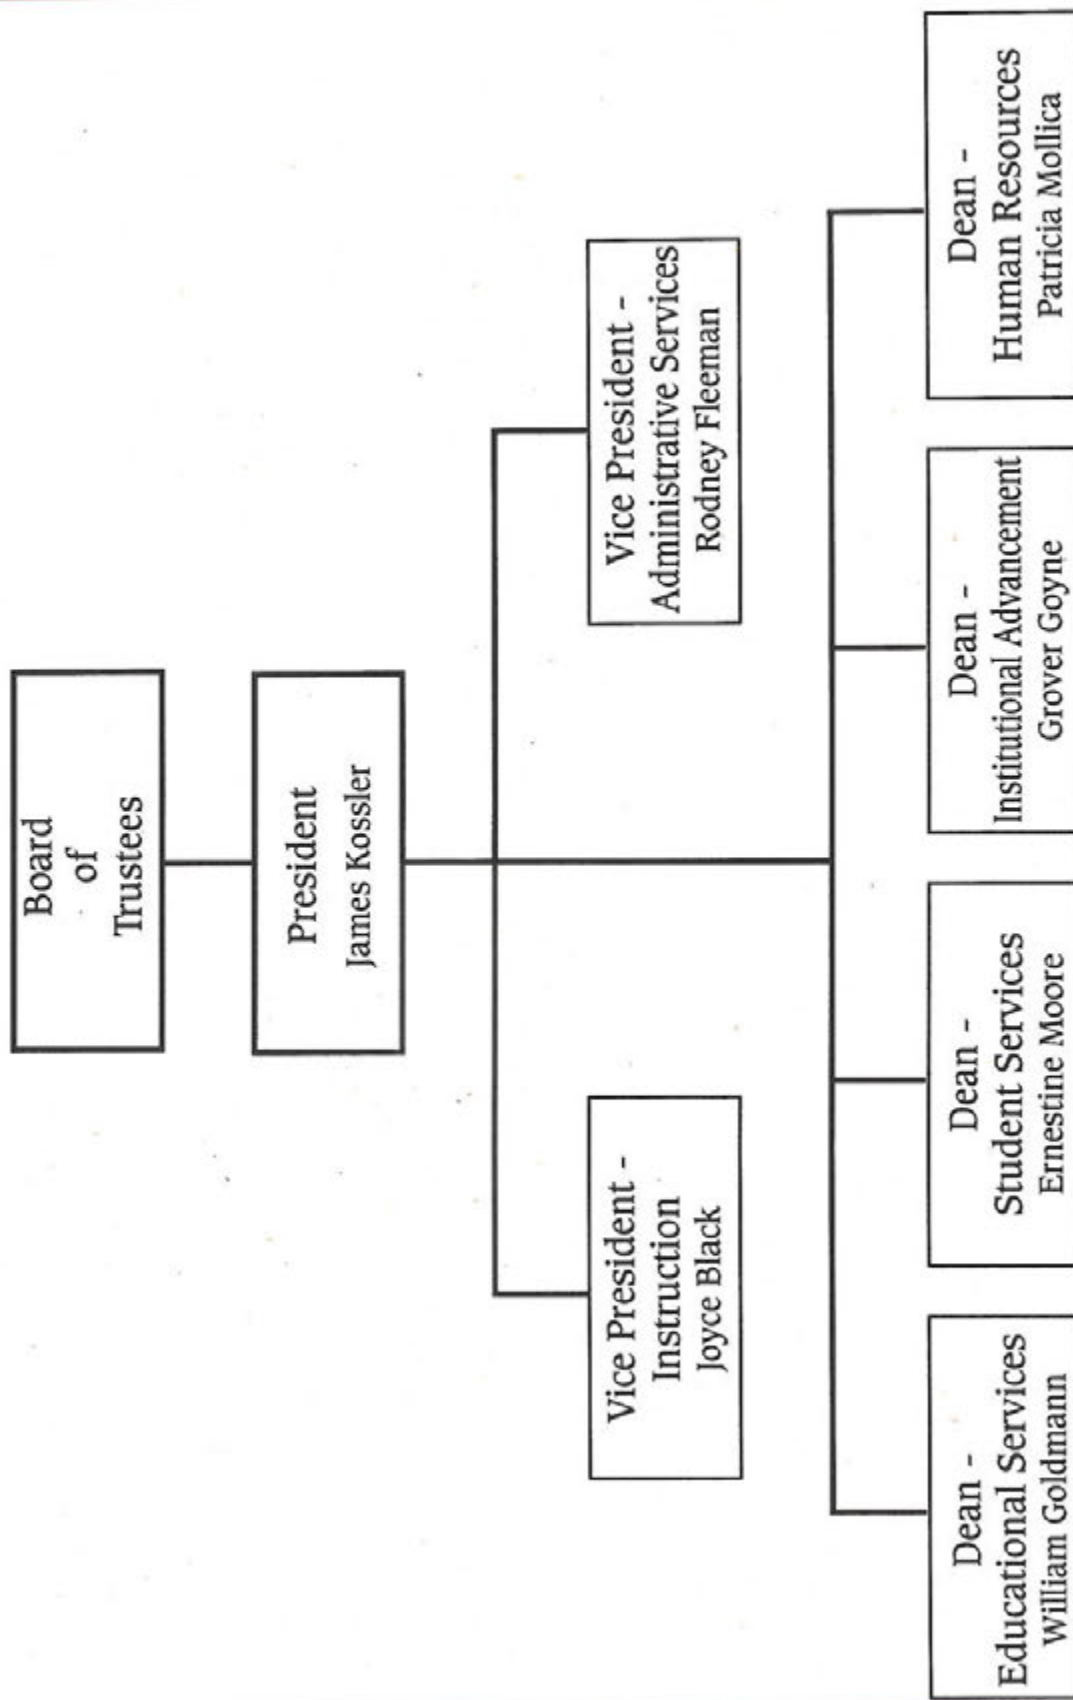 Board
of
Trustees
President
James Kossler
Vice President -
Instruction
Joyce Black
Vice President -
Administrative Services
Rodney Fleeman
Dean -
Educational Services
William Goldmann
Dean -
Student Services
Ernestine Moore
Dean -
Institutional Advancement
Grover Goyne
Dean -
Human Resources
Patricia Mollica